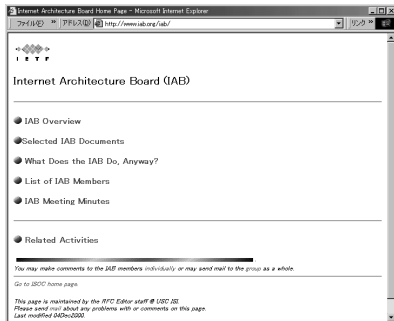 Internet Architecture Board Home Page - Microsoft Internet Explorer
ファイル(F) » アドレス(D) http://www.iab.org/iab/ リンク »
I E T F
Internet Architecture Board (IAB)
IAB Overview
Selected IAB Documents
What Does the IAB Do, Anyway?
List of IAB Members
IAB Meeting Minutes
Related Activities
You may make comments to the IAB members individually or may send mail to the group as a whole.
Go to ISOC home page.
This page is maintained by the RFC Editor staff @ USC ISI.
Please send mail about any problems with or comments on this page.
Last modified 04Dec2000.